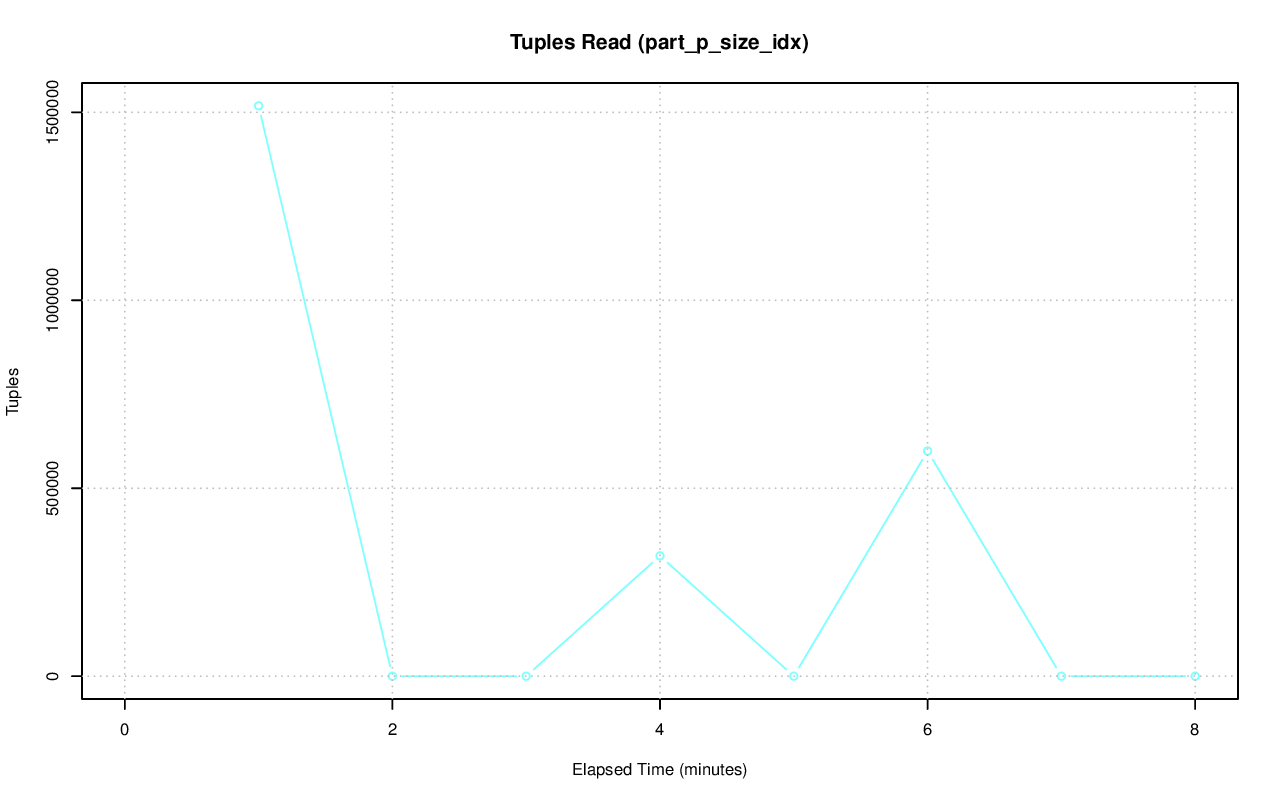 Tuples Read (part_p_size_idx)
1500000
1000000
500000
0
Tuples
0 2 4 6 8
Elapsed Time (minutes)